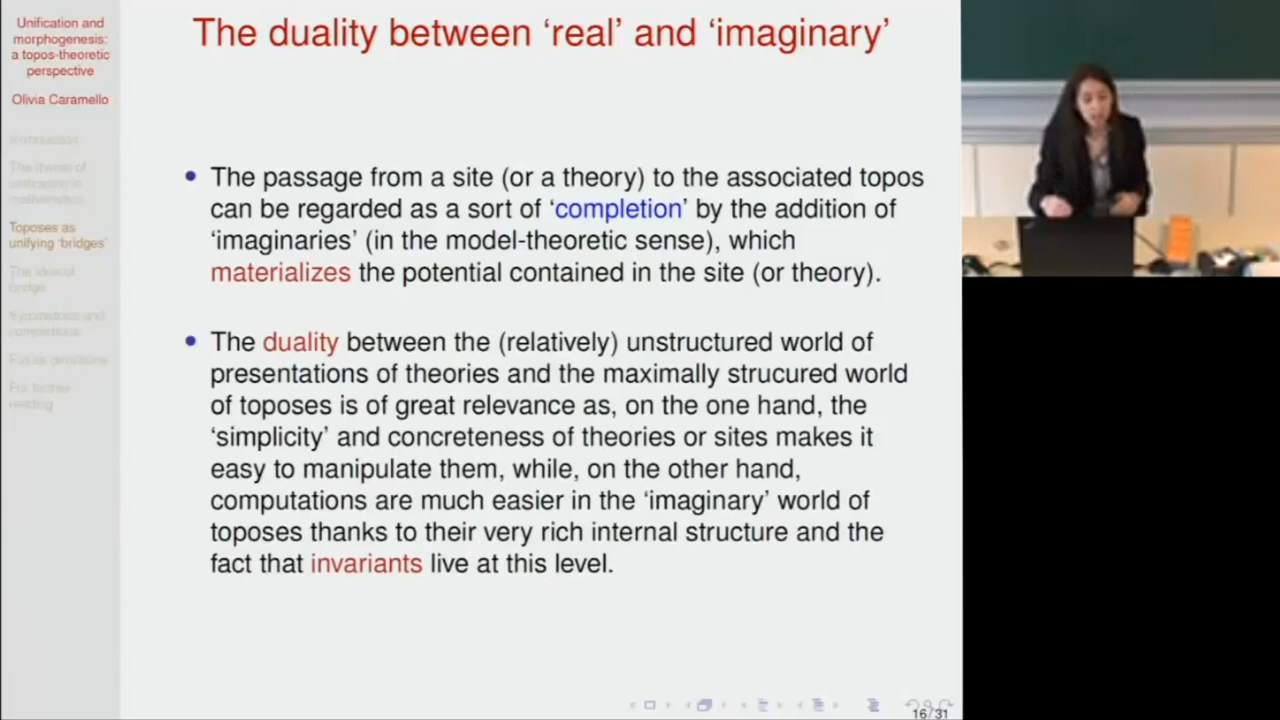 Unification and
morphogenesis:
a topos-theoretic
perspective
Olivia Caramello
Introduction
The theme of
unification in
mathematics
Toposes as
unifying ‘bridges’
The idea of
bridge
Symmetries and
completions
Future directions
For further
reading
The duality between ‘real’ and ‘imaginary’
• The passage from a site (or a theory) to the associated topos
can be regarded as a sort of ‘completion’ by the addition of
‘imaginaries’ (in the model-theoretic sense), which
materializes the potential contained in the site (or theory).
• The duality between the (relatively) unstructured world of
presentations of theories and the maximally strucured world
of toposes is of great relevance as, on the one hand, the
‘simplicity’ and concreteness of theories or sites makes it
easy to manipulate them, while, on the other hand,
computations are much easier in the ‘imaginary’ world of
toposes thanks to their very rich internal structure and the
fact that invariants live at this level.
16/31